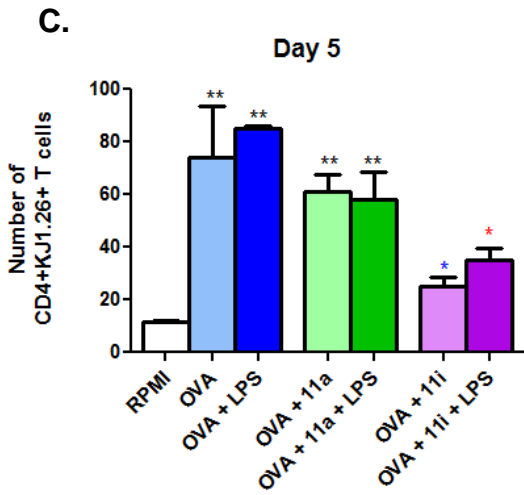 C.
Day 5
Number of
CD4+KJ1.26+ T cells
100
80
60
40
20
0
**
**
**
**
*
*
RPMI
OVA
OVA + LPS
OVA + 11a
OVA + 11a + LPS
OVA + 11i
OVA + 11i + LPS